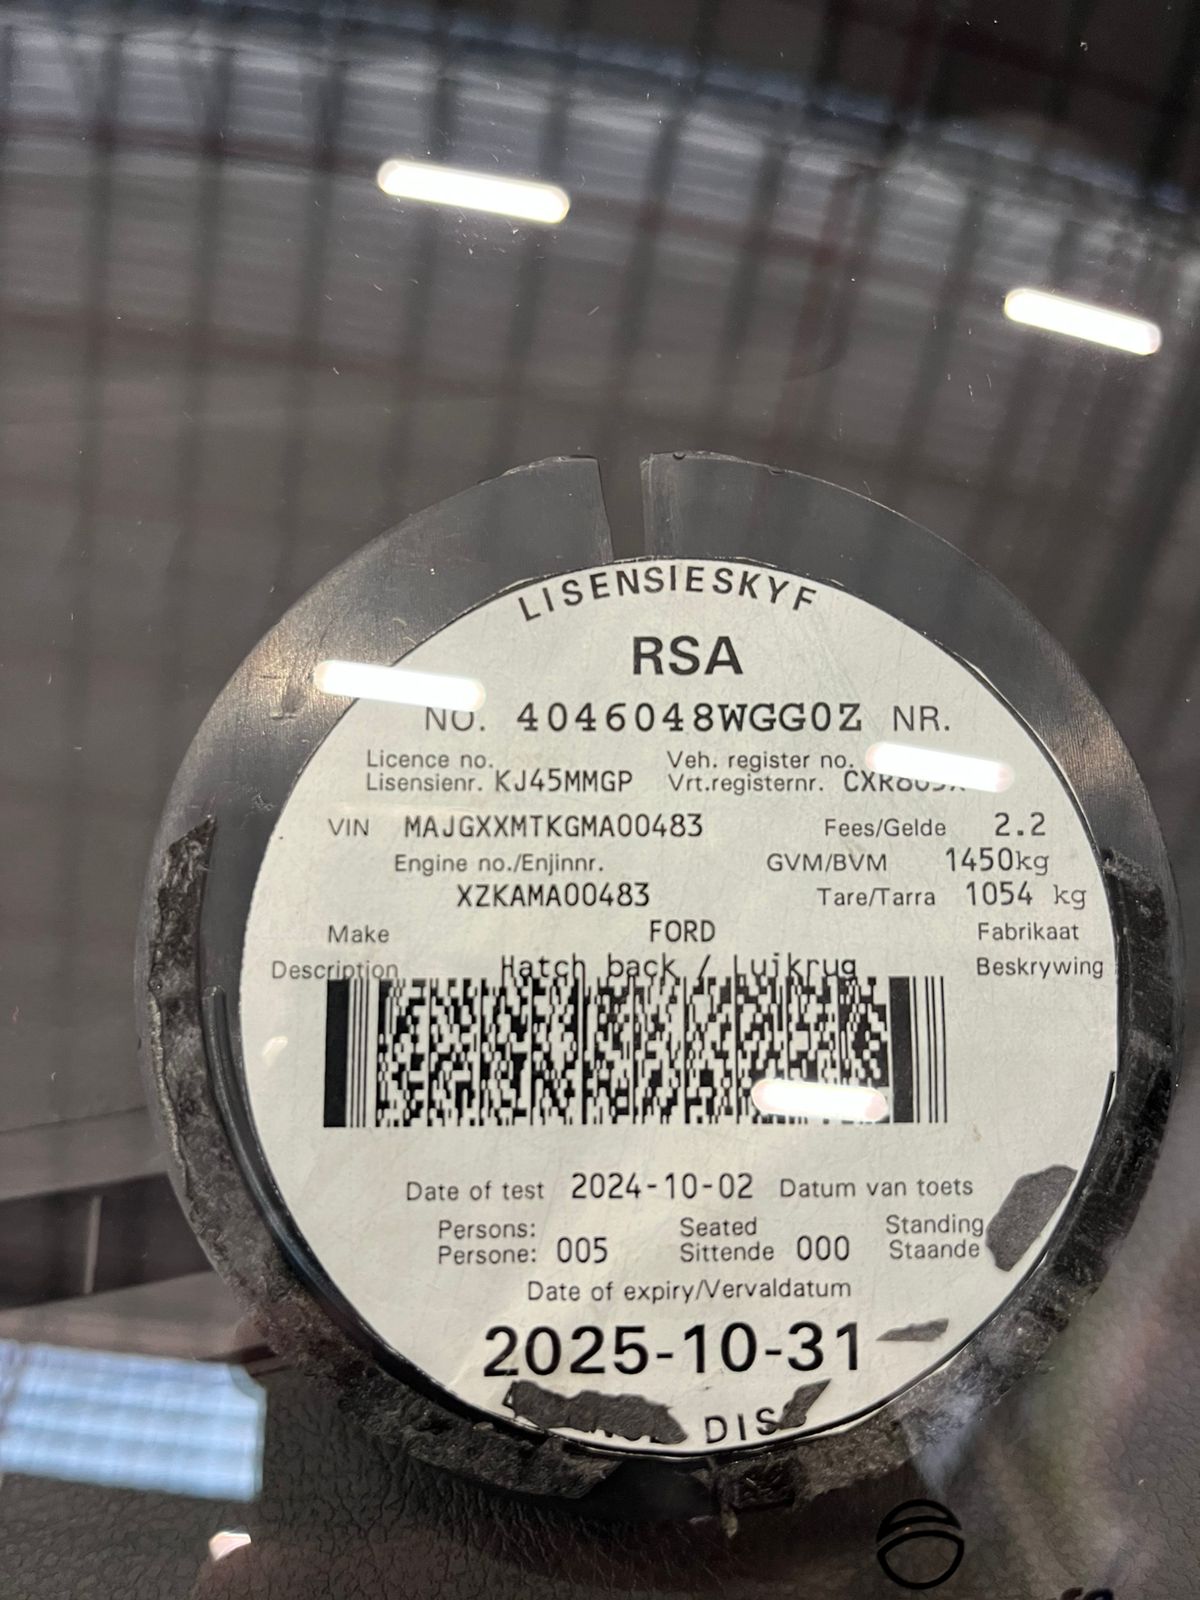 LISENSIESKYF
RSA
NO. 4046048WGG0Z NR.
Licence no. Veh. register no.
Lisensienr. KJ45MMGP Vrt.registernr.
VIN MAJGXXMTKGMA00483 Fees/Gelde 2.2
Engine no./Enjinnr. GVM/BVM 1450kg
XZKAMA00483 Tare/Tarra 1054 kg
Make FORD Fabrikaat
Description Hatch back / Luikrug Beskrywing
Date of test 2024-10-02 Datum van toets
Persons: Seated Standing
Persone: 005 Sittende 000 Staande
Date of expiry/Vervaldatum
2025-10-31